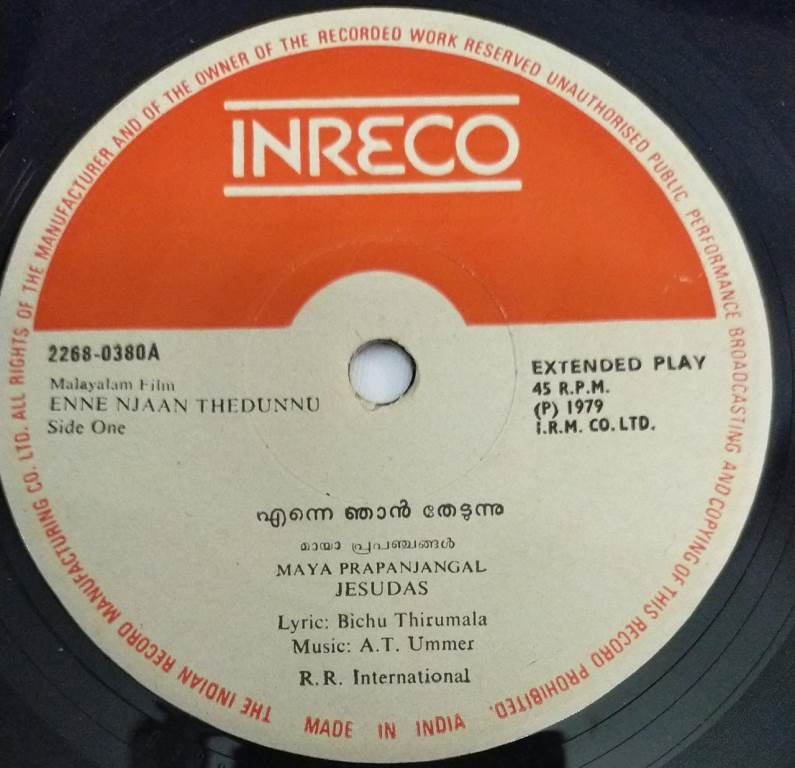 THE INDIAN RECORD MANUFACTURING CO. LTD. ALL RIGHTS OF THE MANUFACTURER AND OF THE OWNER OF THE RECORDED WORK RESERVED UNAUTHORISED PUBLIC PERFORMANCE BROADCASTING AND COPYING OF THIS RECORD PROHIBITED.
INRECO
2268-0380A
Malayalam Film
ENNE NJAAN THEDUNNU
Side One
EXTENDED PLAY
45 R.P.M.
(P) 1979
I.R.M. CO. LTD.
എന്നെ ഞാൻ തേടുന്നു
മായാ പ്രപഞ്ചങ്ങൾ
MAYA PRAPANJANGAL
JESUDAS
Lyric: Bichu Thirumala
Music: A.T. Ummer
R.R. International
MADE IN INDIA